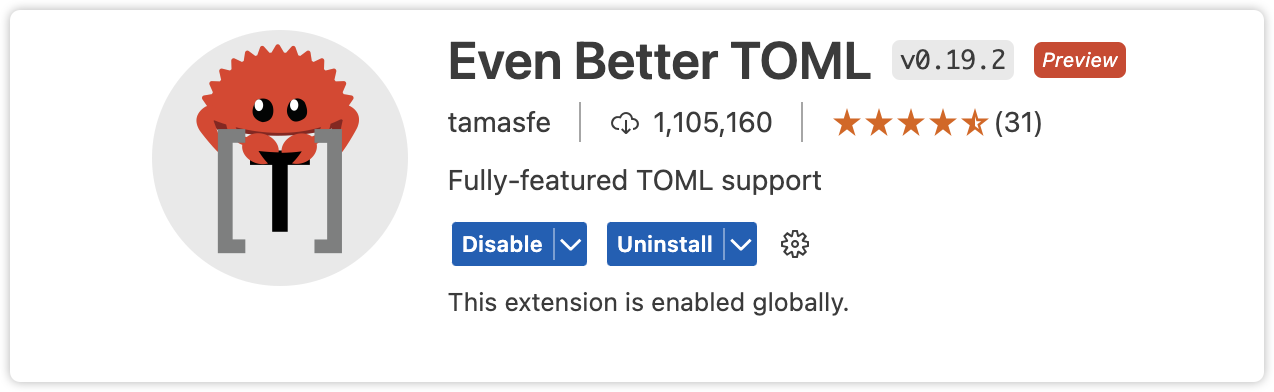 Even Better TOML v0.19.2 Preview
tamasfe 1,105,160 (31)
Fully-featured TOML support
Disable Uninstall
This extension is enabled globally.
T